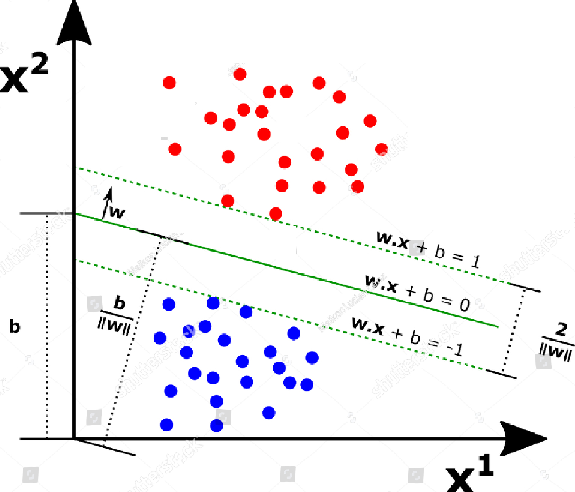 x²
w
w.x + b = 1
w.x + b = 0
w.x + b = -1
b
b
||w||
2
||w||
x¹